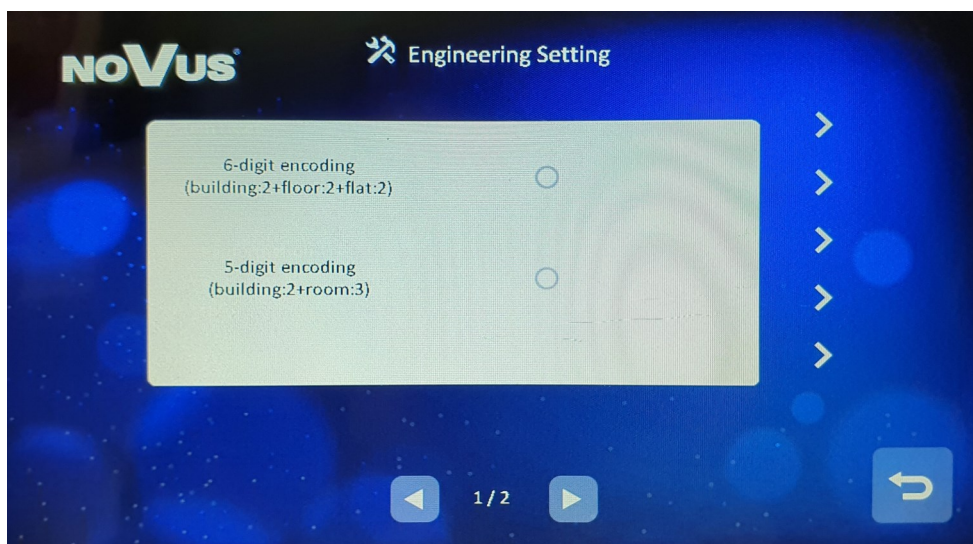 NOVUS®
Engineering Setting
6-digit encoding
(building:2+floor:2+flat:2)
5-digit encoding
(building:2+room:3)
1/2